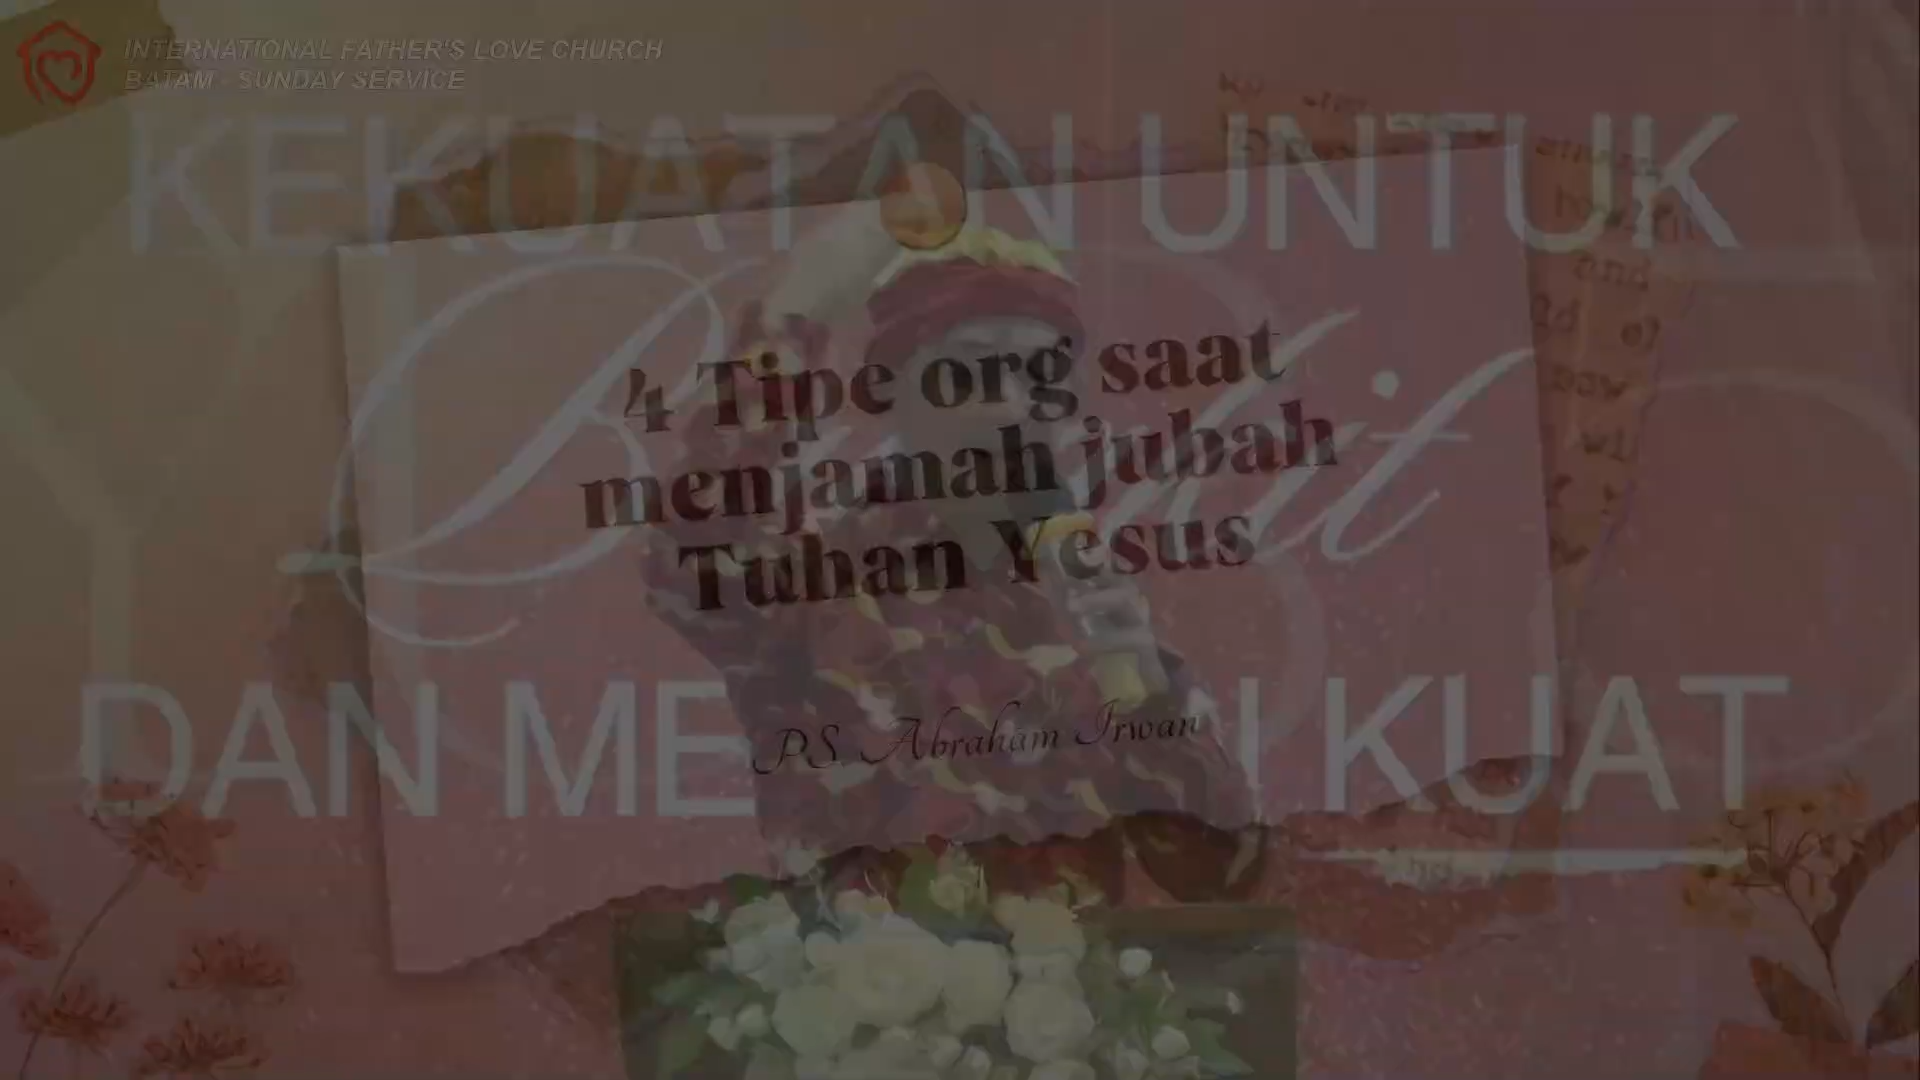 INTERNATIONAL FATHER'S LOVE CHURCH
BATAM - SUNDAY SERVICE
KEKUATAN UNTUK
4 Tipe org saat
menjamah jubah
Tuhan Yesus
PS. Abraham Irwan
DAN
KUAT